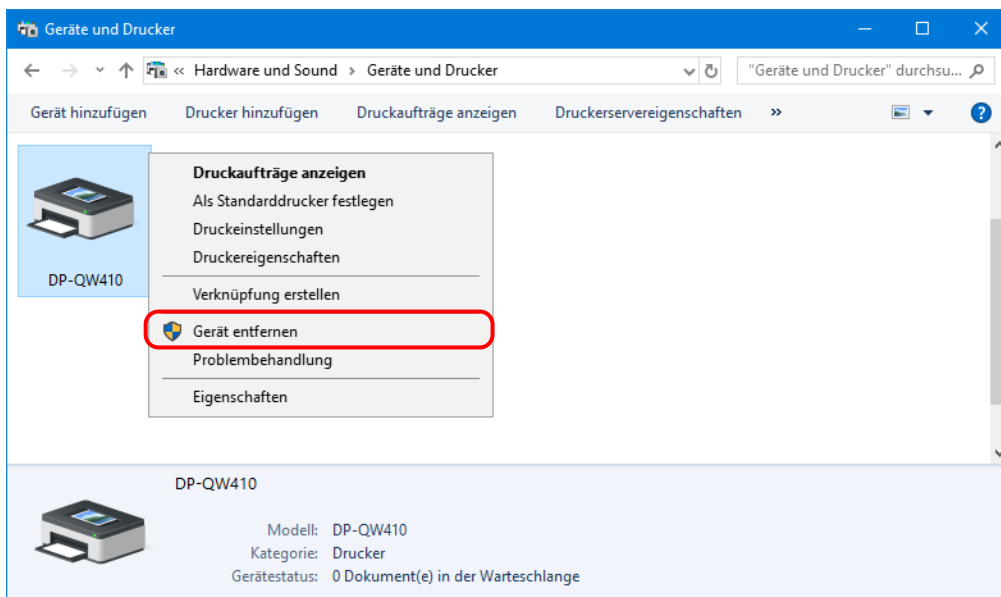 Geräte und Drucker
« Hardware und Sound > Geräte und Drucker
"Geräte und Drucker" durchsu...
Gerät hinzufügen Drucker hinzufügen Druckaufträge anzeigen Druckerservereigenschaften »
Druckaufträge anzeigen
Als Standarddrucker festlegen
Druckeinstellungen
Druckereigenschaften
DP-QW410
Verknüpfung erstellen
Gerät entfernen
Problembehandlung
Eigenschaften
DP-QW410
Modell: DP-QW410
Kategorie: Drucker
Gerätestatus: 0 Dokument(e) in der Warteschlange